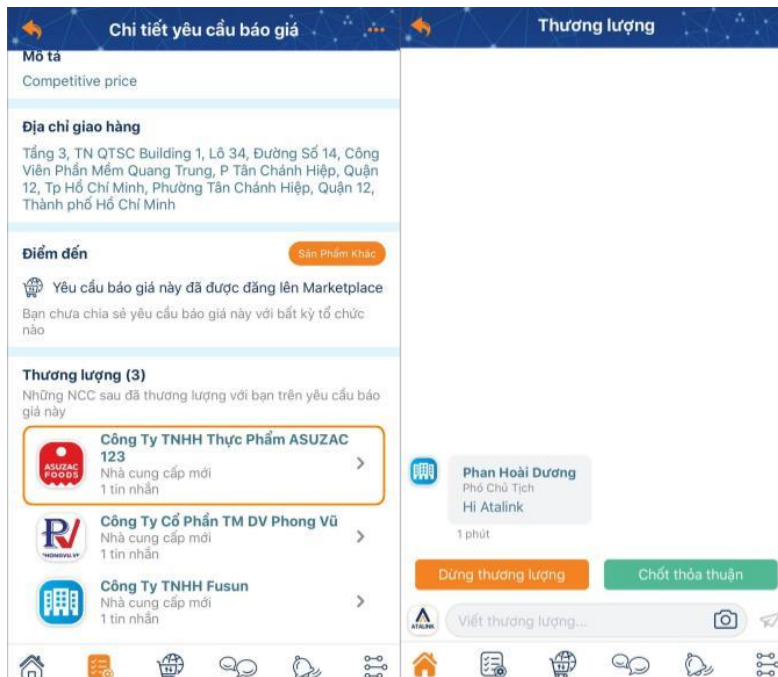 Chi tiết yêu cầu báo giá
Mô tả
Competitive price
Địa chỉ giao hàng
Tầng 3, TN QTSC Building 1, Lô 34, Đường Số 14, Công
Viên Phần Mềm Quang Trung, P Tân Chánh Hiệp, Quận
12, Tp Hồ Chí Minh, Phường Tân Chánh Hiệp, Quận 12,
Thành phố Hồ Chí Minh
Điểm đến
Sản Phẩm Khác
Yêu cầu báo giá này đã được đăng lên Marketplace
Bạn chưa chia sẻ yêu cầu báo giá này với bất kỳ tổ chức
nào
Thương lượng (3)
Những NCC sau đã thương lượng với bạn trên yêu cầu báo
giá này
ASUZAC
FOODS
Công Ty TNHH Thực Phẩm ASUZAC
123
Nhà cung cấp mới
1 tin nhắn
PHONGVU.VN
Công Ty Cổ Phần TM DV Phong Vũ
Nhà cung cấp mới
1 tin nhắn
Công Ty TNHH Fusun
Nhà cung cấp mới
1 tin nhắn
Thương lượng
Phan Hoài Dương
Phó Chủ Tịch
Hi Atalink
1 phút
Dừng thương lượng
Chốt thỏa thuận
ATALINK
Viết thương lượng...